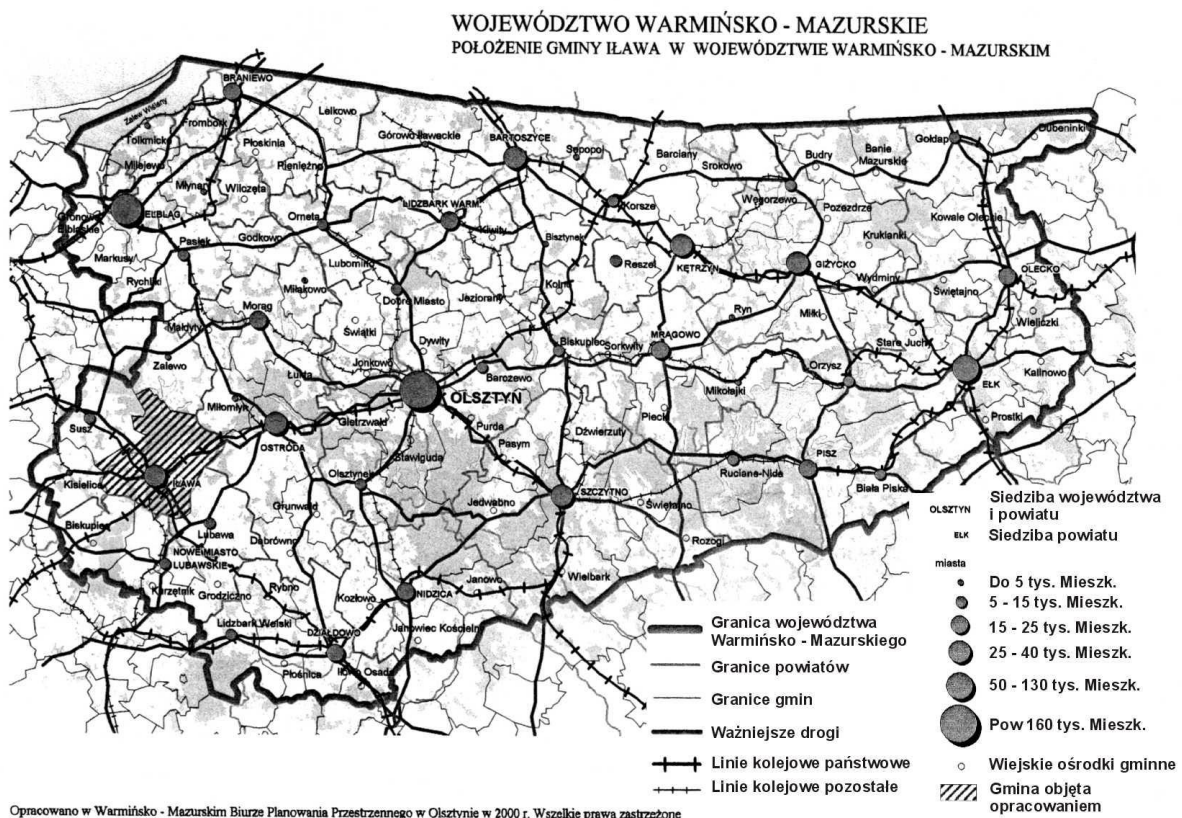 WOJEWÓDZTWO WARMIŃSKO - MAZURSKIE
POŁOŻENIE GMINY IŁAWA W WOJEWÓDZTWIE WARMIŃSKO - MAZURSKIM
BRANIEWO
Zalew Wiślany
Frombork
Lelkowo
Tolkmicko
Płoskinia
Górowo Iławeckie
BARTOSZYCE
Sępopol
Barciany
Srokowo
Budry
Banie
Mazurskie
Gołdap
Dubeninki
Milejewo
Pieniężno
Młynary
Wilczęta
LIDZBARK WARM.
Korsze
Węgorzewo
Pozezdrze
Kowale Oleckie
ELBLĄG
Gronowo
Elbląskie
Orneta
Kiwity
Bisztynek
Kruklanki
Markusy
Pasłęk
Godkowo
Lubomino
Reszel
KĘTRZYN
GIŻYCKO
OLECKO
Rychliki
Miłakowo
Dobre Miasto
Jeziorany
Kolno
Wydminy
Świętajno
Morąg
Świątki
Ryn
Miłki
Wieliczki
Małdyty
Dywity
MRĄGOWO
Stare Juchy
Zalewo
Jonkowo
Biskupiec
Sorkwity
Łukta
Barczewo
Mikołajki
Orzysz
EŁK
Kalinowo
OLSZTYN
Miłomłyn
Gietrzwałd
Piecki
Prostki
Susz
OSTRÓDA
Purda
Pasym
Dźwierzuty
Stawiguda
PISZ
Kisielice
IŁAWA
Olsztynek
SZCZYTNO
Ruciane-Nida
Biała Piska
Biskupiec
Grunwald
Jedwabno
Świętajno
Lubawa
Dąbrówno
Rozogi
NOWE MIASTO
LUBAWSKIE
Kurzętnik
Grodziczno
Rybno
Kozłowo
NIDZICA
Janowo
Wielbark
Lidzbark Welski
DZIAŁDOWO
Janowiec Kościelny
Płośnica
Iłowo Osada
OLSZTYN
Siedziba województwa
i powiatu
EŁK
Siedziba powiatu
miasta
Do 5 tys. Mieszk.
5 - 15 tys. Mieszk.
15 - 25 tys. Mieszk.
25 - 40 tys. Mieszk.
50 - 130 tys. Mieszk.
Pow 160 tys. Mieszk.
Wiejskie ośrodki gminne
Gmina objęta
opracowaniem
Granica województwa
Warmińsko - Mazurskiego
Granice powiatów
Granice gmin
Ważniejsze drogi
Linie kolejowe państwowe
Linie kolejowe pozostałe
Opracowano w Warmińsko - Mazurskim Biurze Planowania Przestrzennego w Olsztynie w 2000 r. Wszelkie prawa zastrzeżone